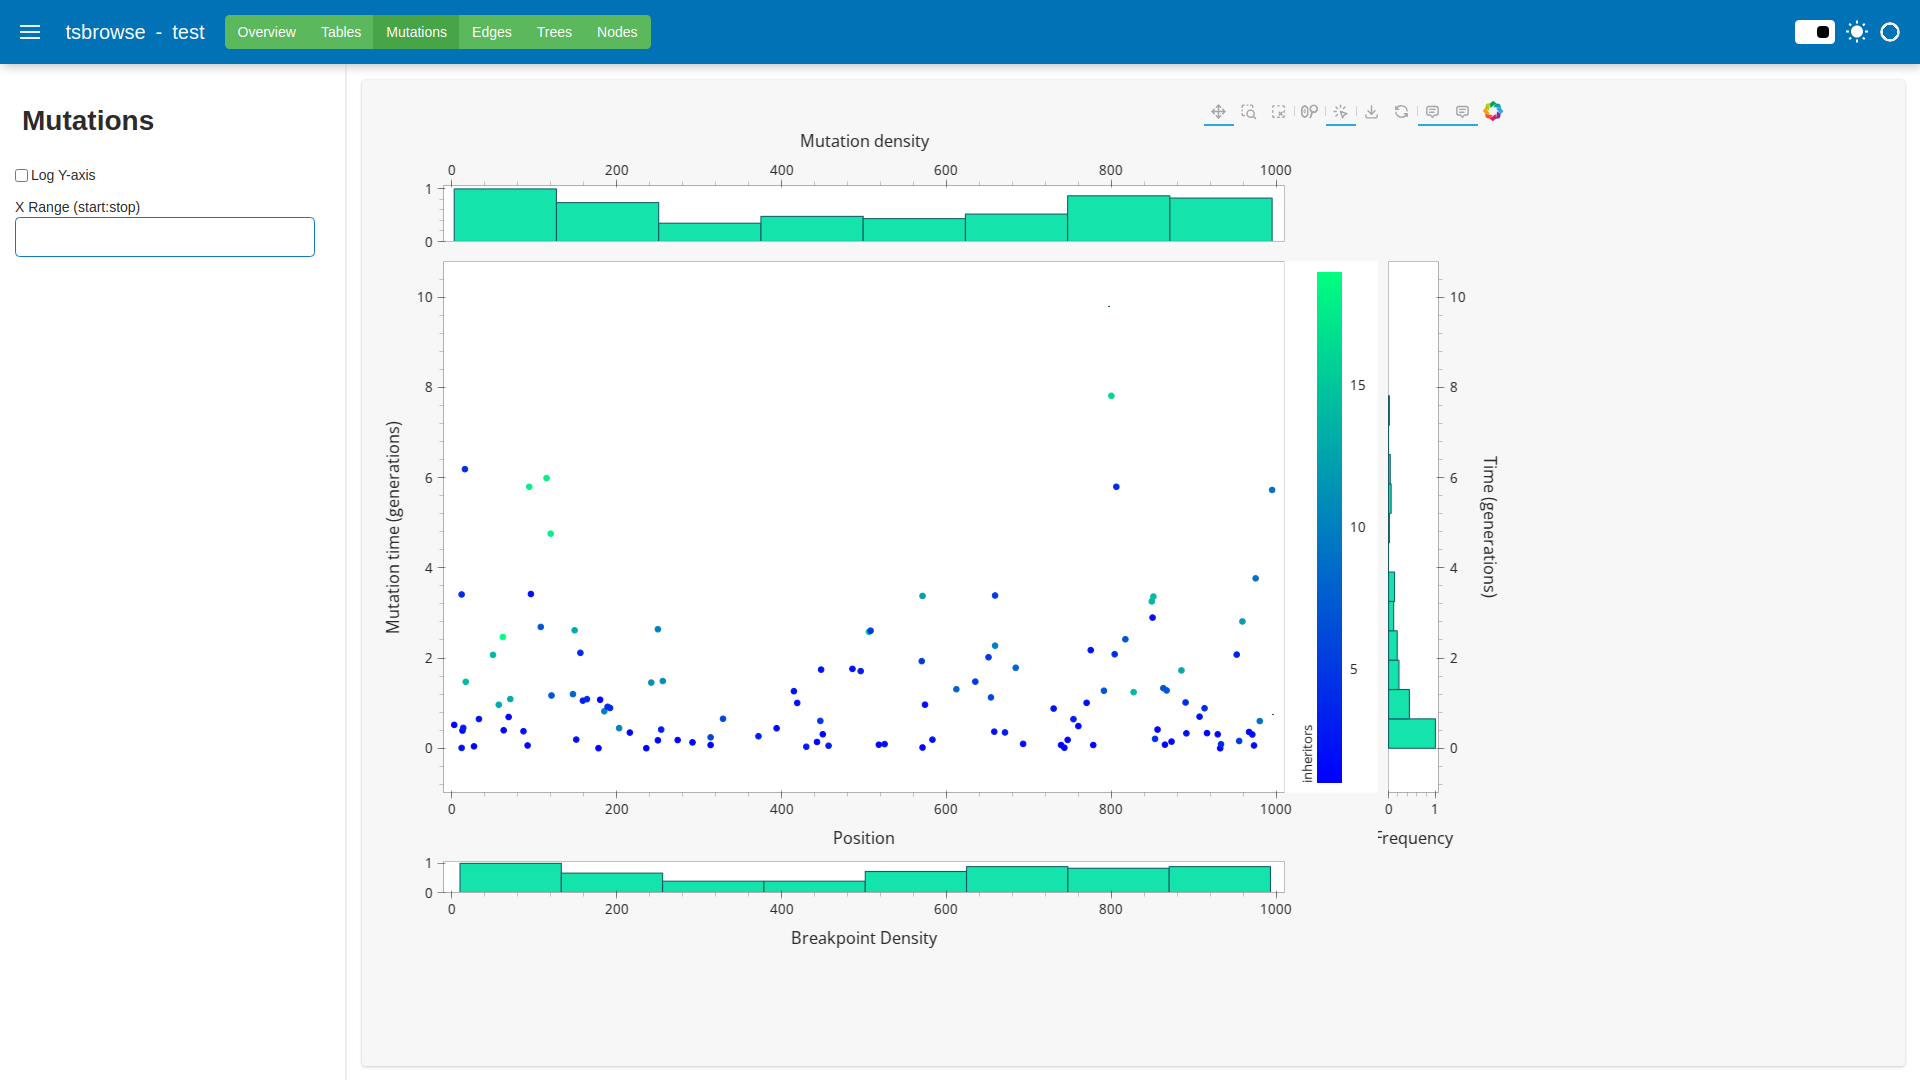 tsbrowse - test
Overview Tables Mutations Edges Trees Nodes
Mutations
Log Y-axis
X Range (start:stop)
Mutation density
0 200 400 600 800 1000
1
0
Mutation time (generations)
10
8
6
4
2
0
0 200 400 600 800 1000
Position
inheritors
15
10
5
10
8
6
4
2
0
Time (generations)
0 1
Frequency
1
0
0 200 400 600 800 1000
Breakpoint Density